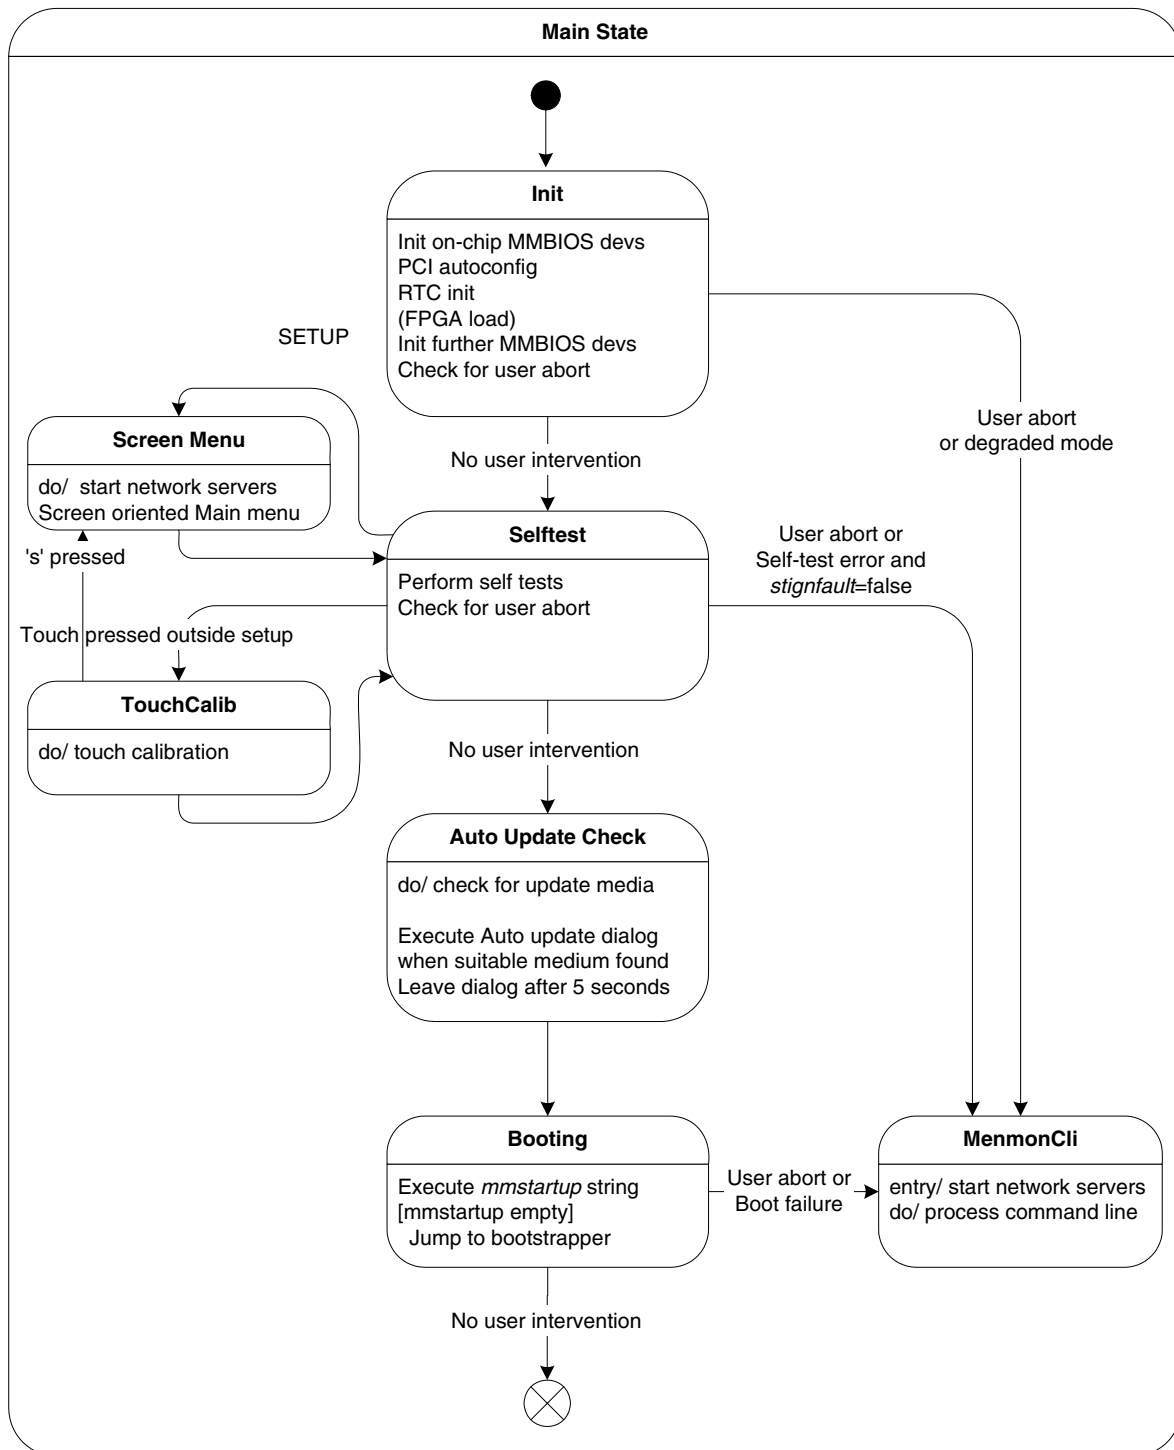 Main State
Init
Init on-chip MMBIOS devs
PCI autoconfig
RTC init
(FPGA load)
Init further MMBIOS devs
Check for user abort
SETUP
User abort
or degraded mode
Screen Menu
do/  start network servers
Screen oriented Main menu
No user intervention
's' pressed
Selftest
Perform self tests
Check for user abort
User abort or
Self-test error and
stignfault=false
Touch pressed outside setup
TouchCalib
do/ touch calibration
No user intervention
Auto Update Check
do/ check for update media
Execute Auto update dialog
when suitable medium found
Leave dialog after 5 seconds
Booting
Execute mmstartup string
[mmstartup empty]
Jump to bootstrapper
User abort or
Boot failure
MenmonCli
entry/ start network servers
do/ process command line
No user intervention